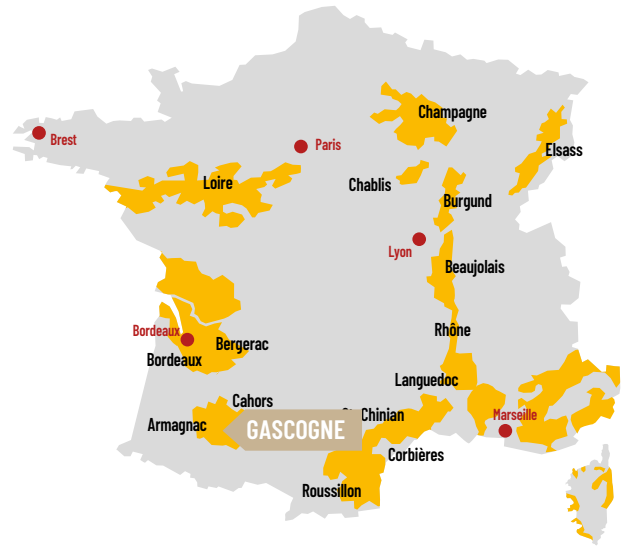 Champagne
Brest
Paris
Elsass
Loire
Chablis
Burgund
Lyon
Beaujolais
Bordeaux
Rhône
Bergerac
Bordeaux
Languedoc
Cahors
Chinian
Marseille
Armagnac
GASCOGNE
Corbières
Roussillon